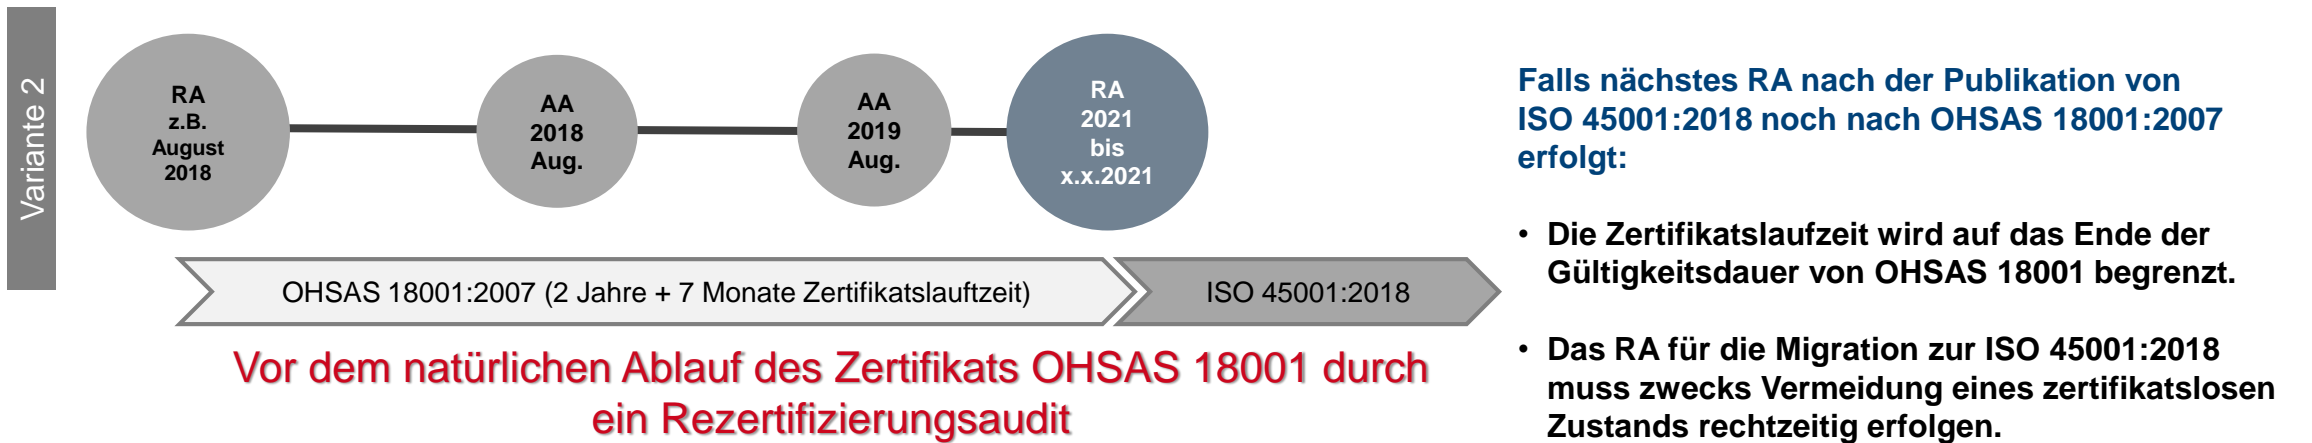 Variante 2
RA
z.B.
August
2018
AA
2018
Aug.
AA
2019
Aug.
RA
2021
bis
x.x.2021
OHSAS 18001:2007 (2 Jahre + 7 Monate Zertifikatslauftzeit)
ISO 45001:2018
Vor dem natürlichen Ablauf des Zertifikats OHSAS 18001 durch
ein Rezertifizierungsaudit
Falls nächstes RA nach der Publikation von
ISO 45001:2018 noch nach OHSAS 18001:2007
erfolgt:
• Die Zertifikatslaufzeit wird auf das Ende der
Gültigkeitsdauer von OHSAS 18001 begrenzt.
• Das RA für die Migration zur ISO 45001:2018
muss zwecks Vermeidung eines zertifikatslosen
Zustands rechtzeitig erfolgen.